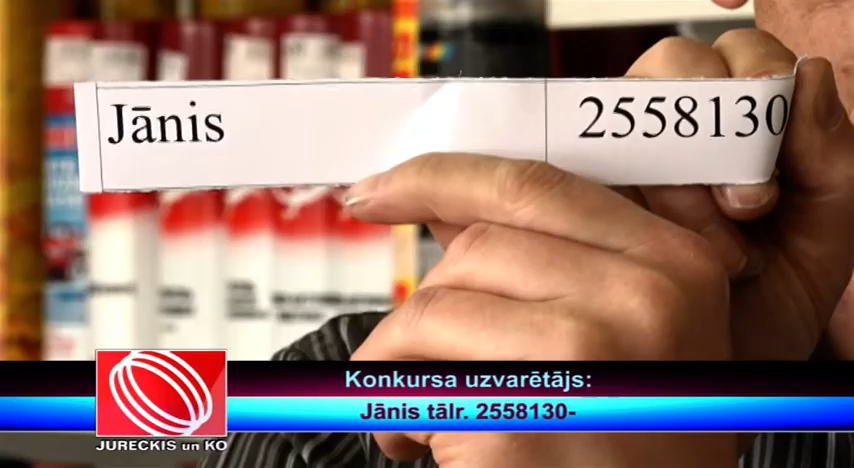 Jānis 2558130
Konkursa uzvarētājs:
Jānis tālr. 2558130-
JURECKIS un KO